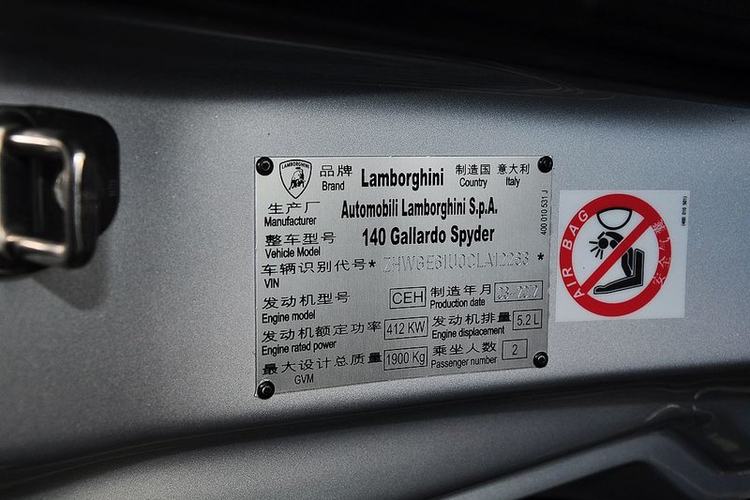 LAMBORGHINI
品牌 Lamborghini 制造国 意大利
Brand Country Italy
生产厂 Automobili Lamborghini S.p.A.
Manufacturer
整车型号 140 Gallardo Spyder
Vehicle Model
车辆识别代号*
VIN
发动机型号 CEH 制造年月
Engine model Production date
发动机额定功率 412 KW 发动机排量 5.2 L
Engine rated power Engine displacement
最大设计总质量 1900 Kg 乘坐人数 2
GVM Passenger number
400 010 531 J
AIR BAG